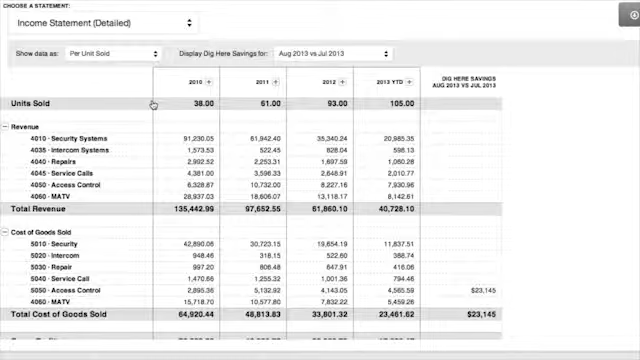 CHOOSE A STATEMENT:
Income Statement (Detailed)
Show data as: Per Unit Sold Display Dig Here Savings for: Aug 2013 vs Jul 2013
2010 2011 2012 2013 YTD DIG HERE SAVINGS AUG 2013 VS JUL 2013
Units Sold 38.00 61.00 93.00 105.00
Revenue
4010 · Security Systems 91,230.05 61,942.40 35,340.24 20,985.35
4035 · Intercom Systems 1,573.53 522.45 828.04 598.13
4040 · Repairs 2,992.52 2,253.31 1,697.59 1,060.28
4045 · Service Calls 4,381.00 3,596.33 2,648.91 2,010.77
4050 · Access Control 6,328.87 10,732.00 8,227.16 7,930.96
4060 · MATV 28,937.03 18,606.07 13,118.17 8,142.61
Total Revenue 135,442.99 97,652.55 61,860.10 40,728.10
Cost of Goods Sold
5010 · Security 42,890.06 30,723.15 19,654.19 11,837.51
5020 · Intercom 948.46 318.15 522.60 388.74
5030 · Repair 997.20 806.48 647.91 416.06
5040 · Service Call 1,470.66 1,255.32 1,001.36 794.46
5050 · Access Control 2,895.36 5,132.92 4,143.05 4,565.59 $23,145
4060 · MATV 15,718.70 10,577.80 7,832.22 5,459.26
Total Cost of Goods Sold 64,920.44 48,813.83 33,801.32 23,461.62 $23,145